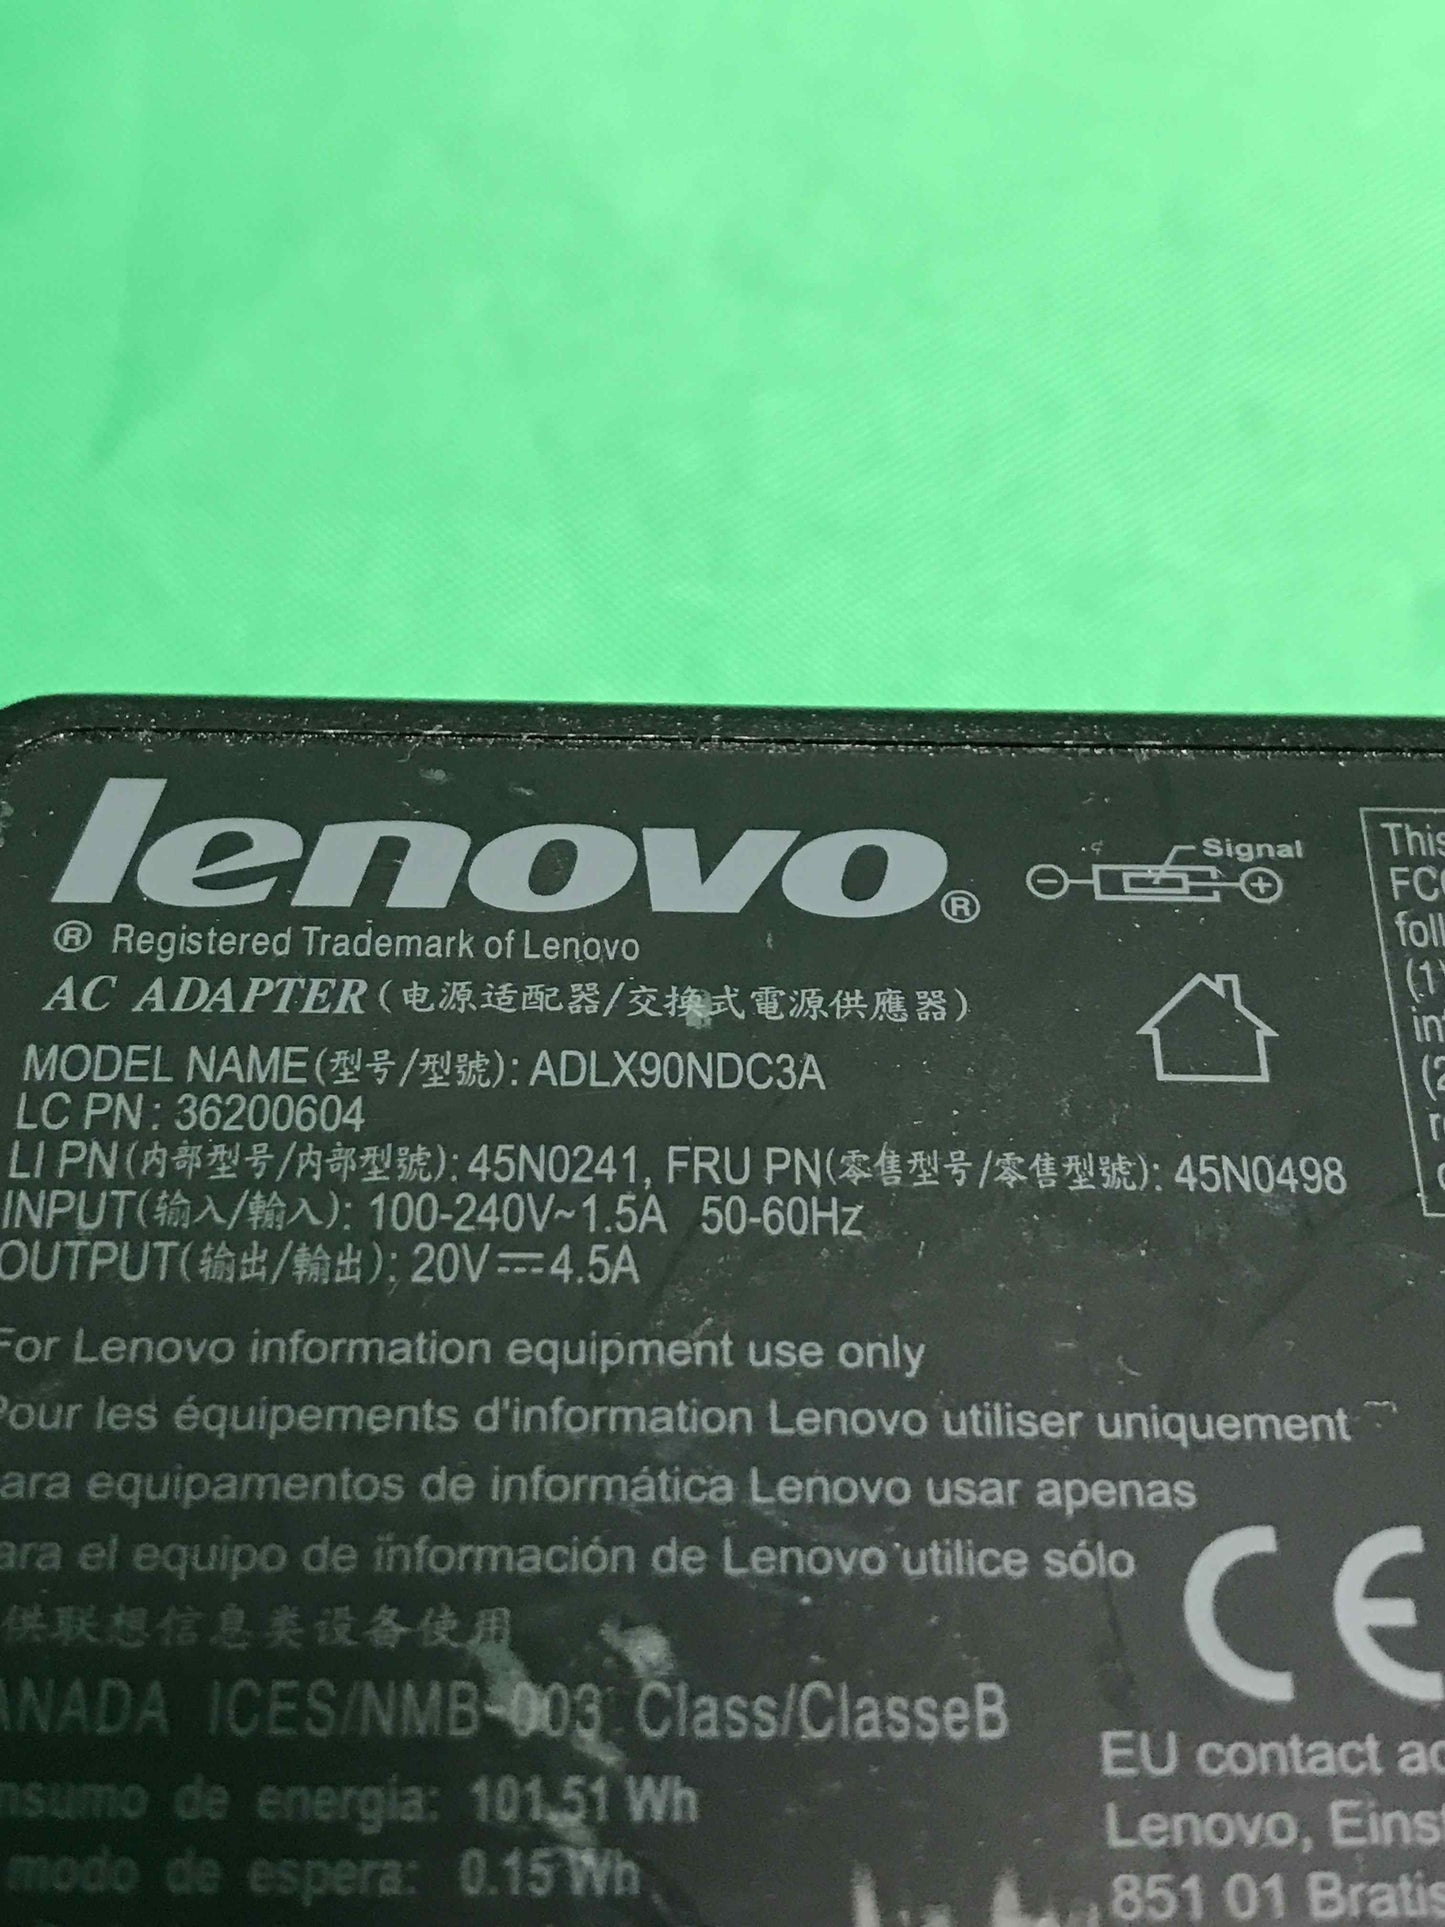 lenovo®
® Registered Trademark of Lenovo
Signal
AC ADAPTER(电源适配器/交換式電源供應器)
MODEL NAME(型号/型號): ADLX90NDC3A
LC PN: 36200604
LI PN(内部型号/内部型號): 45N0241, FRU PN(零售型号/零售型號): 45N0498
INPUT(输入/輸入): 100-240V~1.5A 50-60Hz
OUTPUT(输出/輸出): 20V⎓4.5A
For Lenovo information equipment use only
Pour les équipements d'information Lenovo utiliser uniquement
ara equipamentos de informática Lenovo usar apenas
ara el equipo de información de Lenovo utilice sólo
供联想信息类设备使用
ANADA ICES/NMB-003 Class/ClasseB
nsumo de energía: 101.51 Wh
modo de espera: 0.15 Wh
This
FCC
foll
(1)
int
(2
CE
EU contact ad
Lenovo, Einst
851 01 Bratis